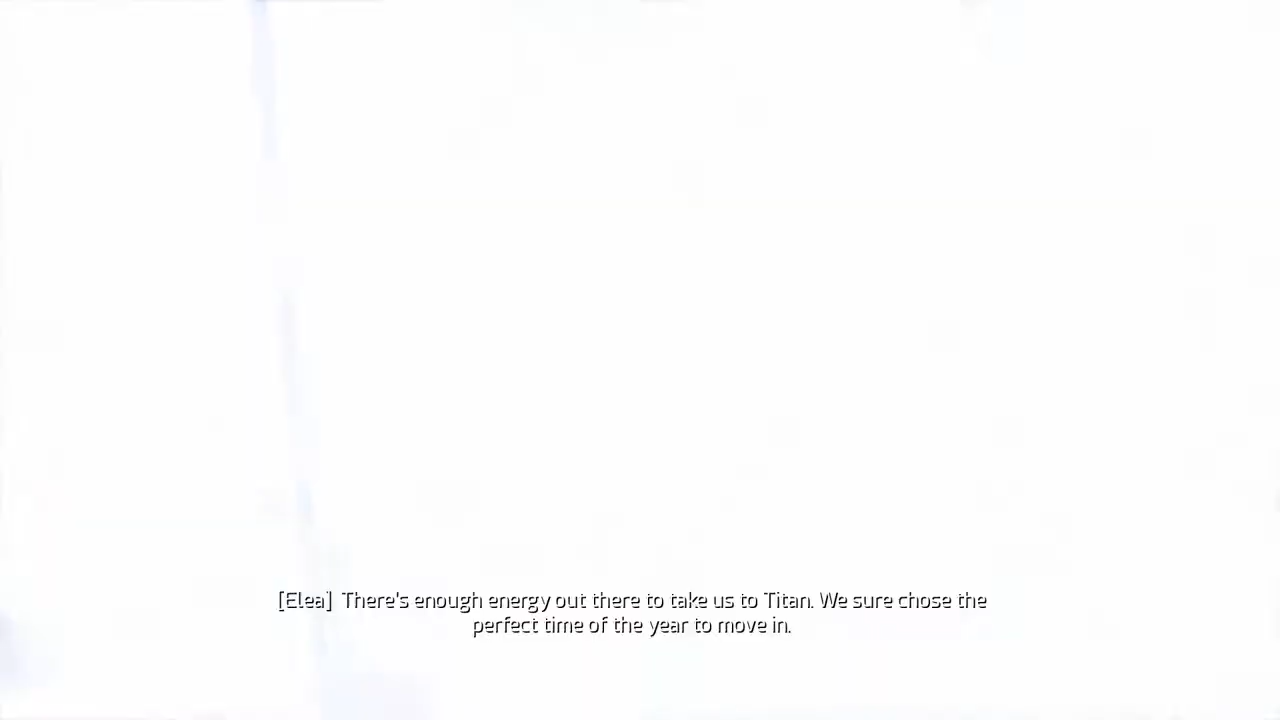 [Elea] There's enough energy out there to take us to Titan. We sure chose the
perfect time of the year to move in.